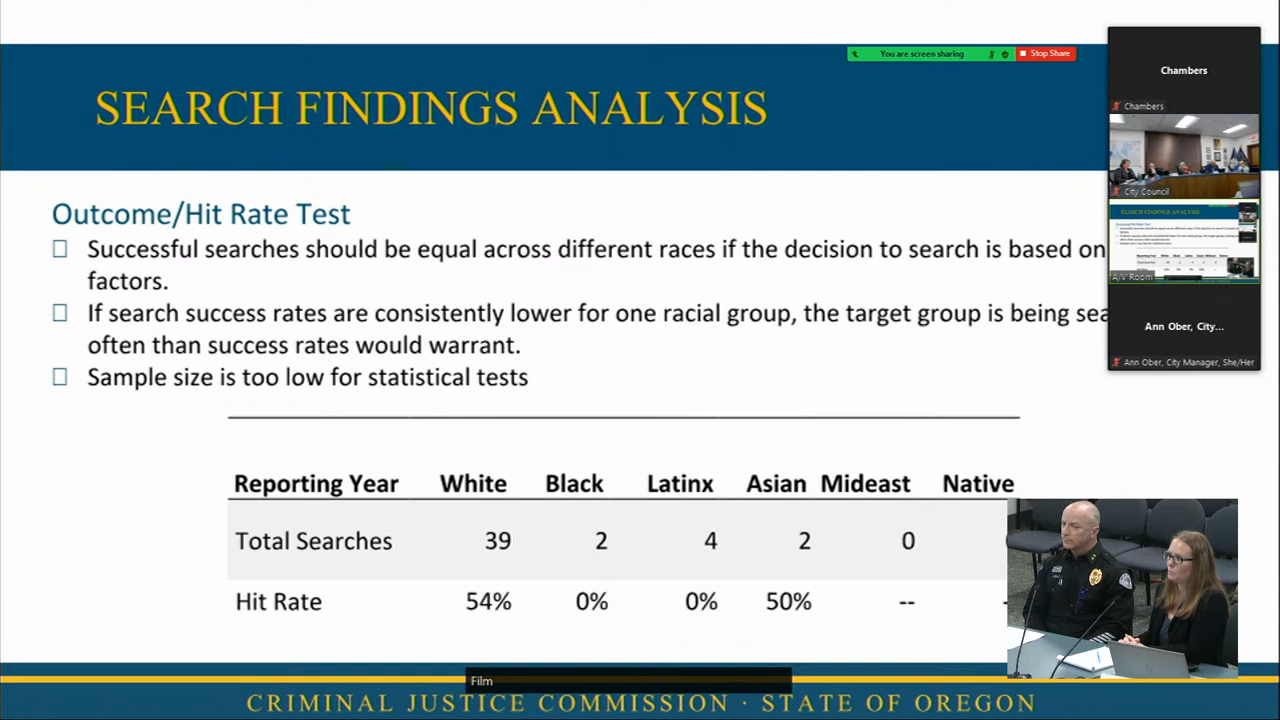 You are screen sharing
Stop Share
SEARCH FINDINGS ANALYSIS
Chambers
Chambers
City Council
SEARCH FINDINGS ANALYSIS
A/V Room
Ann Ober, City...
Ann Ober, City Manager, She/Her
Outcome/Hit Rate Test
Successful searches should be equal across different races if the decision to search is based on
factors.
If search success rates are consistently lower for one racial group, the target group is being sea
often than success rates would warrant.
Sample size is too low for statistical tests
Reporting Year White Black Latinx Asian Mideast Native
Total Searches 39 2 4 2 0
Hit Rate 54% 0% 0% 50% --
Film
CRIMINAL JUSTICE COMMISSION · STATE OF OREGON